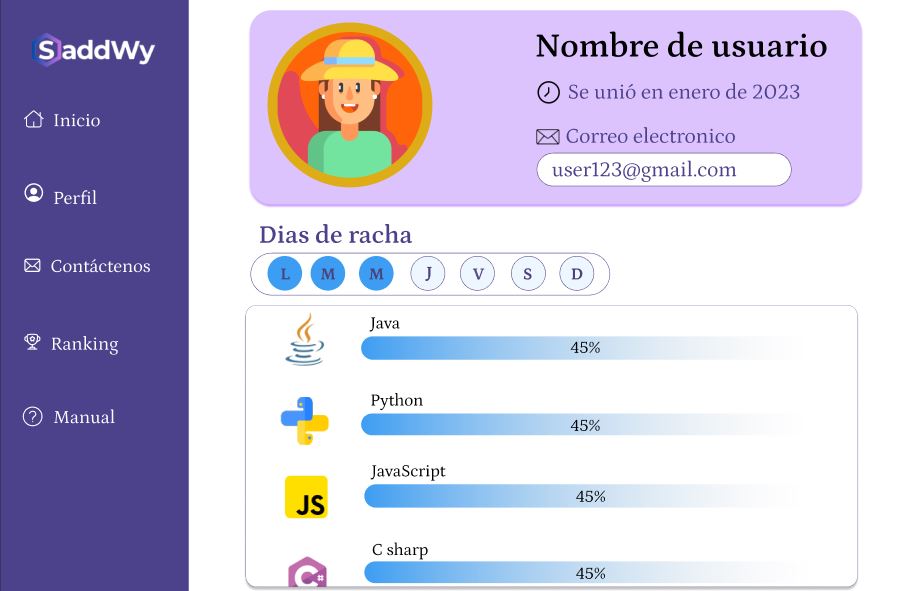 SaddWy
Inicio
Perfil
Contáctenos
Ranking
Manual
Nombre de usuario
Se unió en enero de 2023
Correo electronico
user123@gmail.com
Dias de racha
L M M J V S D
Java
45%
Python
45%
JavaScript
JS
45%
C sharp
C#
45%